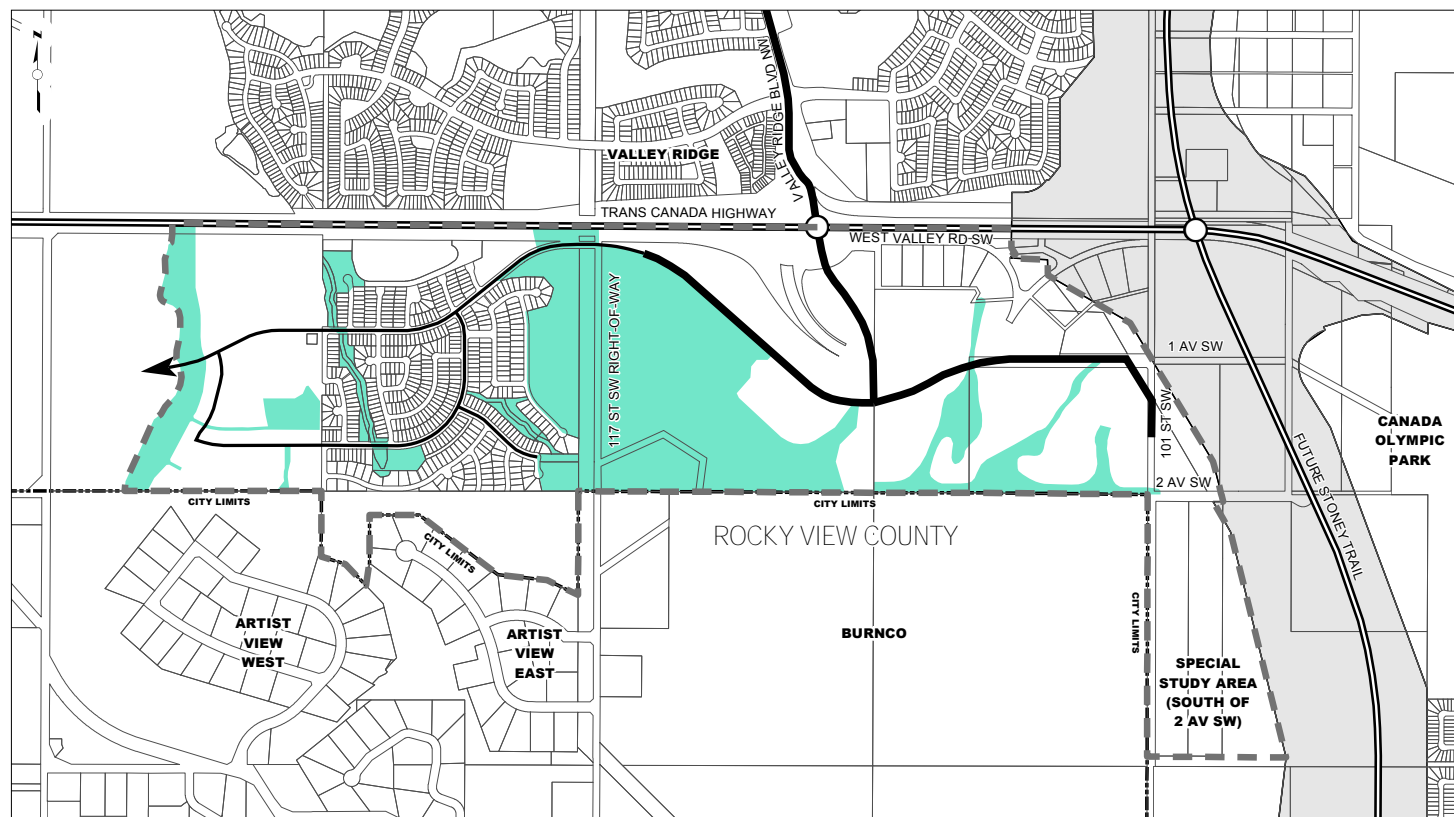 z
VALLEY RIDGE BLVD NW
VALLEY RIDGE
TRANS CANADA HIGHWAY
WEST VALLEY RD SW
117 ST SW RIGHT-OF-WAY
1 AV SW
101 ST SW
CANADA
OLYMPIC
PARK
FUTURE STONEY TRAIL
2 AV SW
CITY LIMITS
CITY LIMITS
ROCKY VIEW COUNTY
CITY LIMITS
ARTIST
VIEW
WEST
ARTIST
VIEW
EAST
BURNCO
CITY LIMITS
SPECIAL
STUDY AREA
(SOUTH OF
2 AV SW)